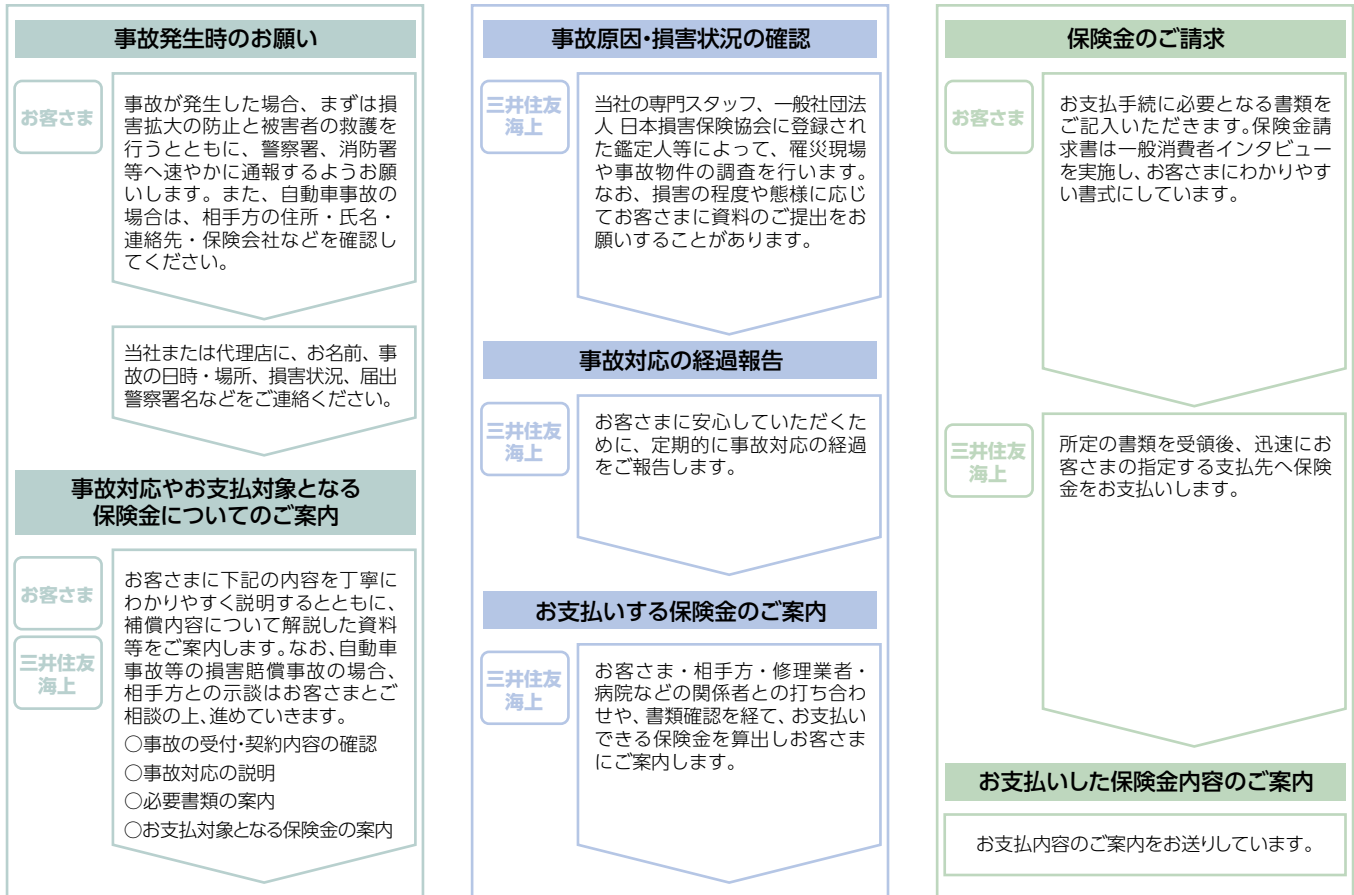 事故発生時のお願い
お客さま
事故が発生した場合、まずは損
害拡大の防止と被害者の救護を
行うとともに、警察署、消防署
等へ速やかに通報するようお願
いします。また、自動車事故の
場合は、相手方の住所・氏名・
連絡先・保険会社などを確認し
てください。
当社または代理店に、お名前、事
故の日時・場所、損害状況、届出
警察署名などをご連絡ください。
事故対応やお支払対象となる
保険金についてのご案内
お客さま
三井住友
海上
お客さまに下記の内容を丁寧に
わかりやすく説明するとともに、
補償内容について解説した資料
等をご案内します。なお、自動車
事故等の損害賠償事故の場合、
相手方との示談はお客さまとご
相談の上、進めていきます。
○事故の受付・契約内容の確認
○事故対応の説明
○必要書類の案内
○お支払対象となる保険金の案内
事故原因・損害状況の確認
三井住友
海上
当社の専門スタッフ、一般社団法
人 日本損害保険協会に登録され
た鑑定人等によって、罹災現場
や事故物件の調査を行います。
なお、損害の程度や態様に応じ
てお客さまに資料のご提出をお
願いすることがあります。
事故対応の経過報告
三井住友
海上
お客さまに安心していただくた
めに、定期的に事故対応の経過
をご報告します。
お支払いする保険金のご案内
三井住友
海上
お客さま・相手方・修理業者・
病院などの関係者との打ち合わ
せや、書類確認を経て、お支払い
できる保険金を算出しお客さま
にご案内します。
保険金のご請求
お客さま
お支払手続に必要となる書類を
ご記入いただきます。保険金請
求書は一般消費者インタビュー
を実施し、お客さまにわかりやす
い書式にしています。
三井住友
海上
所定の書類を受領後、迅速にお
客さまの指定する支払先へ保険
金をお支払いします。
お支払いした保険金内容のご案内
お支払内容のご案内をお送りしています。